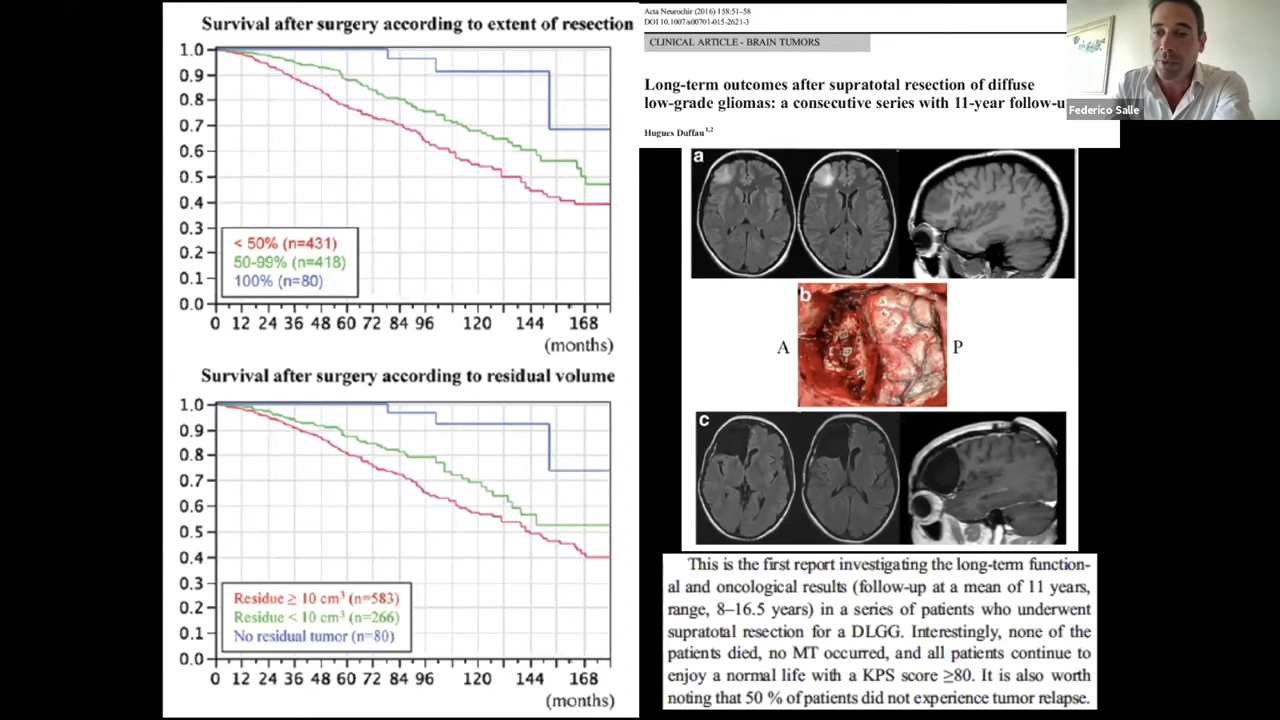 Survival after surgery according to extent of resection
1.0
0.9
0.8
0.7
0.6
0.5
0.4
0.3
0.2
0.1
0.0
< 50% (n=431)
50-99% (n=418)
100% (n=80)
0 12 24 36 48 60 72 84 96 120 144 168
(months)
Survival after surgery according to residual volume
1.0
0.9
0.8
0.7
0.6
0.5
0.4
0.3
0.2
0.1
0.0
Residue ≥ 10 cm³ (n=583)
Residue < 10 cm³ (n=266)
No residual tumor (n=80)
0 12 24 36 48 60 72 84 96 120 144 168
(months)
Acta Neurochir (2016) 158:51–58
DOI 10.1007/s00701-015-2621-3
CLINICAL ARTICLE - BRAIN TUMORS
Long-term outcomes after supratotal resection of diffuse
low-grade gliomas: a consecutive series with 11-year follow-u
Hugues Duffau 1,2
Federico Salle
a
b
A
P
c
This is the first report investigating the long-term function-
al and oncological results (follow-up at a mean of 11 years,
range, 8–16.5 years) in a series of patients who underwent
supratotal resection for a DLGG. Interestingly, none of the
patients died, no MT occurred, and all patients continue to
enjoy a normal life with a KPS score ≥80. It is also worth
noting that 50 % of patients did not experience tumor relapse.